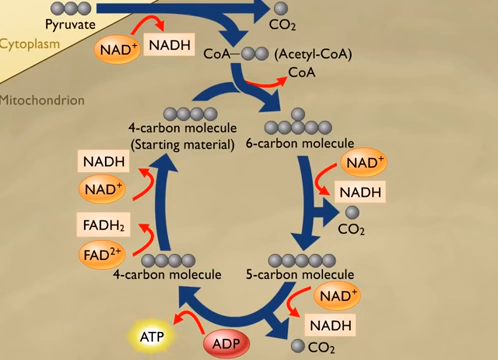 Pyruvate
CO2
Cytoplasm
NAD+
NADH
CoA
(Acetyl-CoA)
CoA
Mitochondrion
4-carbon molecule
(Starting material)
6-carbon molecule
NADH
NAD+
NAD+
NADH
FADH2
CO2
FAD2+
4-carbon molecule
5-carbon molecule
NAD+
NADH
ATP
ADP
CO2